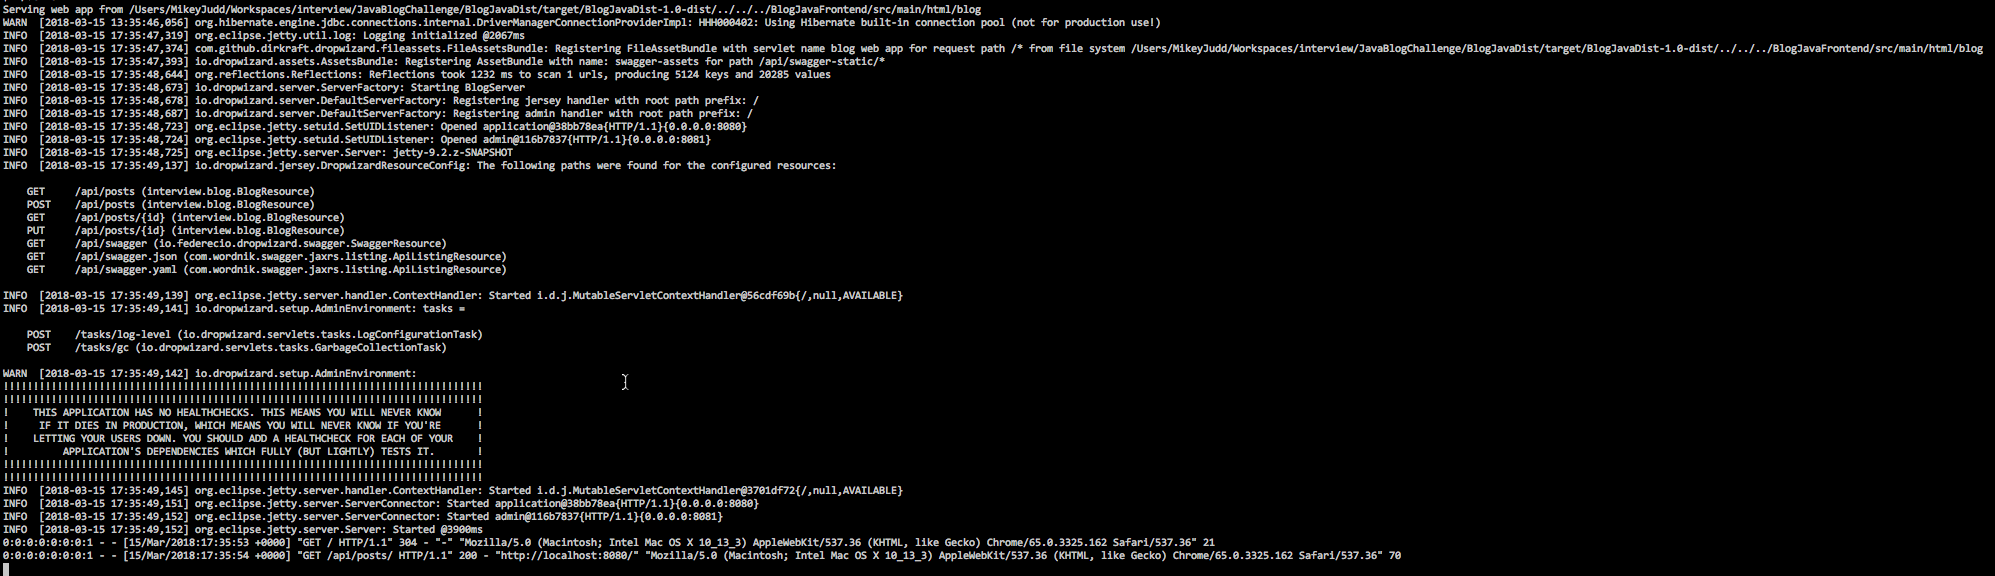 Serving web app from /Users/MikeyJudd/Workspaces/interview/JavaBlogChallenge/BlogJavaDist/target/BlogJavaDist-1.0-dist/../../../BlogJavaFrontend/src/main/html/blog
WARN  [2018-03-15 13:35:46,056] org.hibernate.engine.jdbc.connections.internal.DriverManagerConnectionProviderImpl: HHH000402: Using Hibernate built-in connection pool (not for production use!)
INFO  [2018-03-15 17:35:47,319] org.eclipse.jetty.util.log: Logging initialized @2067ms
INFO  [2018-03-15 17:35:47,374] com.github.dirkraft.dropwizard.fileassets.FileAssetsBundle: Registering FileAssetBundle with servlet name blog web app for request path /* from file system /Users/MikeyJudd/Workspaces/interview/JavaBlogChallenge/BlogJavaDist/target/BlogJavaDist-1.0-dist/../../../BlogJavaFrontend/src/main/html/blog
INFO  [2018-03-15 17:35:47,393] io.dropwizard.assets.AssetsBundle: Registering AssetBundle with name: swagger-assets for path /api/swagger-static/*
INFO  [2018-03-15 17:35:48,644] org.reflections.Reflections: Reflections took 1232 ms to scan 1 urls, producing 5124 keys and 20285 values
INFO  [2018-03-15 17:35:48,673] io.dropwizard.server.ServerFactory: Starting BlogServer
INFO  [2018-03-15 17:35:48,678] io.dropwizard.server.DefaultServerFactory: Registering jersey handler with root path prefix: /
INFO  [2018-03-15 17:35:48,687] io.dropwizard.server.DefaultServerFactory: Registering admin handler with root path prefix: /
INFO  [2018-03-15 17:35:48,723] org.eclipse.jetty.setuid.SetUIDListener: Opened application@38bb78ea{HTTP/1.1}{0.0.0.0:8080}
INFO  [2018-03-15 17:35:48,724] org.eclipse.jetty.setuid.SetUIDListener: Opened admin@116b7837{HTTP/1.1}{0.0.0.0:8081}
INFO  [2018-03-15 17:35:48,725] org.eclipse.jetty.server.Server: jetty-9.2.z-SNAPSHOT
INFO  [2018-03-15 17:35:49,137] io.dropwizard.jersey.DropwizardResourceConfig: The following paths were found for the configured resources:
GET     /api/posts (interview.blog.BlogResource)
POST    /api/posts (interview.blog.BlogResource)
GET     /api/posts/{id} (interview.blog.BlogResource)
PUT     /api/posts/{id} (interview.blog.BlogResource)
GET     /api/swagger (io.federecio.dropwizard.swagger.SwaggerResource)
GET     /api/swagger.json (com.wordnik.swagger.jaxrs.listing.ApiListingResource)
GET     /api/swagger.yaml (com.wordnik.swagger.jaxrs.listing.ApiListingResource)
INFO  [2018-03-15 17:35:49,139] org.eclipse.jetty.server.handler.ContextHandler: Started i.d.j.MutableServletContextHandler@56cdf69b{/,null,AVAILABLE}
INFO  [2018-03-15 17:35:49,141] io.dropwizard.setup.AdminEnvironment: tasks =
POST    /tasks/log-level (io.dropwizard.servlets.tasks.LogConfigurationTask)
POST    /tasks/gc (io.dropwizard.servlets.tasks.GarbageCollectionTask)
WARN  [2018-03-15 17:35:49,142] io.dropwizard.setup.AdminEnvironment:
!!!!!!!!!!!!!!!!!!!!!!!!!!!!!!!!!!!!!!!!!!!!!!!!!!!!!!!!!!!!!!!!!!!!!!!!!!!!!!!!
!!!!!!!!!!!!!!!!!!!!!!!!!!!!!!!!!!!!!!!!!!!!!!!!!!!!!!!!!!!!!!!!!!!!!!!!!!!!!!!!
!    THIS APPLICATION HAS NO HEALTHCHECKS. THIS MEANS YOU WILL NEVER KNOW      !
!     IF IT DIES IN PRODUCTION, WHICH MEANS YOU WILL NEVER KNOW IF YOU'RE      !
!    LETTING YOUR USERS DOWN. YOU SHOULD ADD A HEALTHCHECK FOR EACH OF YOUR    !
!         APPLICATION'S DEPENDENCIES WHICH FULLY (BUT LIGHTLY) TESTS IT.       !
!!!!!!!!!!!!!!!!!!!!!!!!!!!!!!!!!!!!!!!!!!!!!!!!!!!!!!!!!!!!!!!!!!!!!!!!!!!!!!!!
!!!!!!!!!!!!!!!!!!!!!!!!!!!!!!!!!!!!!!!!!!!!!!!!!!!!!!!!!!!!!!!!!!!!!!!!!!!!!!!!
INFO  [2018-03-15 17:35:49,145] org.eclipse.jetty.server.handler.ContextHandler: Started i.d.j.MutableServletContextHandler@3701df72{/,null,AVAILABLE}
INFO  [2018-03-15 17:35:49,151] org.eclipse.jetty.server.ServerConnector: Started application@38bb78ea{HTTP/1.1}{0.0.0.0:8080}
INFO  [2018-03-15 17:35:49,152] org.eclipse.jetty.server.ServerConnector: Started admin@116b7837{HTTP/1.1}{0.0.0.0:8081}
INFO  [2018-03-15 17:35:49,152] org.eclipse.jetty.server.Server: Started @3900ms
0:0:0:0:0:0:0:1 - - [15/Mar/2018:17:35:53 +0000] "GET / HTTP/1.1" 304 - "-" "Mozilla/5.0 (Macintosh; Intel Mac OS X 10_13_3) AppleWebKit/537.36 (KHTML, like Gecko) Chrome/65.0.3325.162 Safari/537.36" 21
0:0:0:0:0:0:0:1 - - [15/Mar/2018:17:35:54 +0000] "GET /api/posts/ HTTP/1.1" 200 - "http://localhost:8080/" "Mozilla/5.0 (Macintosh; Intel Mac OS X 10_13_3) AppleWebKit/537.36 (KHTML, like Gecko) Chrome/65.0.3325.162 Safari/537.36" 70